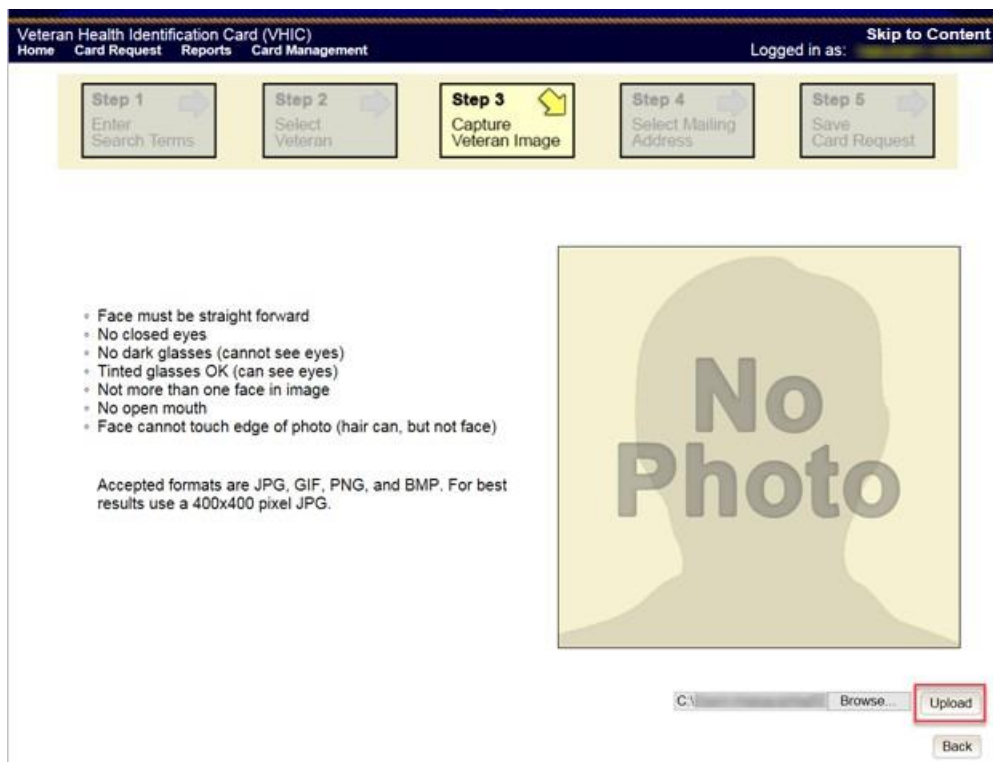 Veteran Health Identification Card (VHIC)
Skip to Content
Home Card Request Reports Card Management
Logged in as:
Step 1
Enter
Search Terms
Step 2
Select
Veteran
Step 3
Capture
Veteran Image
Step 4
Select Mailing
Address
Step 5
Save
Card Request
Face must be straight forward
No closed eyes
No dark glasses (cannot see eyes)
Tinted glasses OK (can see eyes)
Not more than one face in image
No open mouth
Face cannot touch edge of photo (hair can, but not face)
Accepted formats are JPG, GIF, PNG, and BMP. For best
results use a 400x400 pixel JPG.
No
Photo
C:\
Browse...
Upload
Back